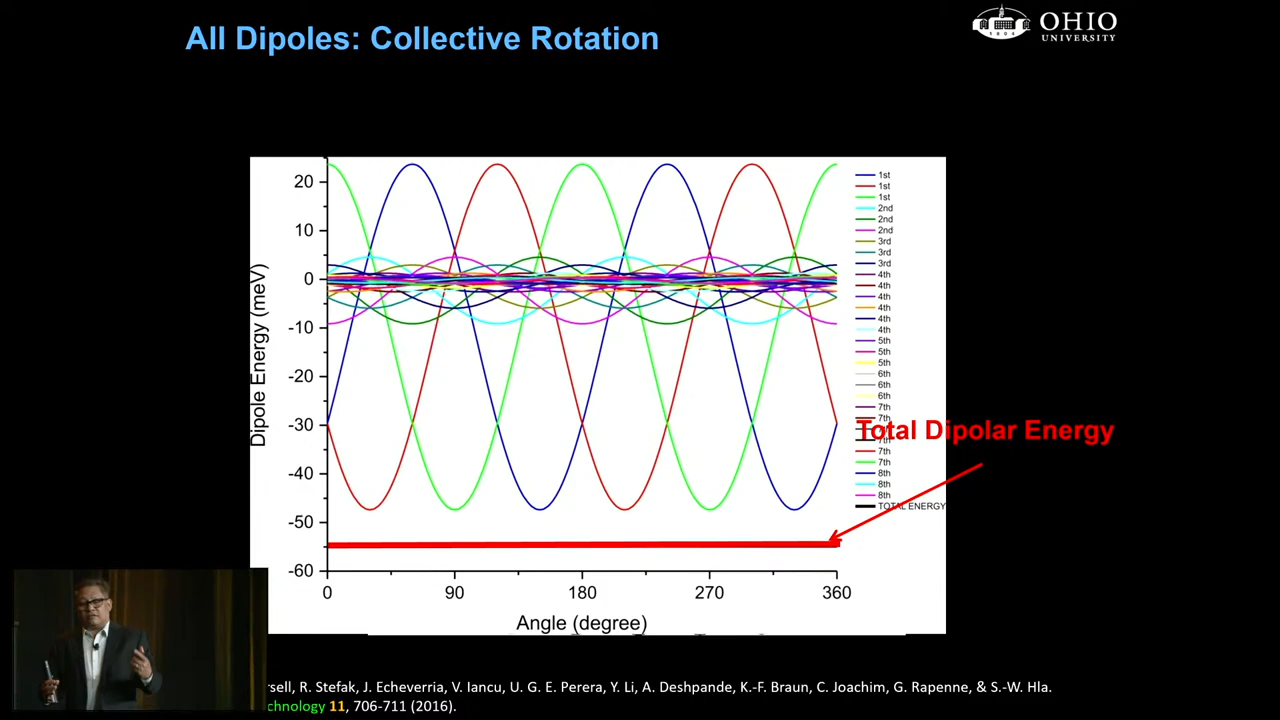 All Dipoles: Collective Rotation
OHIO
UNIVERSITY
1804
Dipole Energy (meV)
20
10
0
-10
-20
-30
-40
-50
-60
0
90
180
270
360
Angle (degree)
1st
1st
1st
2nd
2nd
2nd
3rd
3rd
3rd
4th
4th
4th
4th
4th
4th
5th
5th
5th
6th
6th
6th
7th
7th
7th
7th
7th
8th
8th
8th
TOTAL ENERGY
Total Dipolar Energy
rsell, R. Stefak, J. Echeverria, V. Iancu, U. G. E. Perera, Y. Li, A. Deshpande, K.-F. Braun, C. Joachim, G. Rapenne, & S.-W. Hla.
chnology 11, 706-711 (2016).